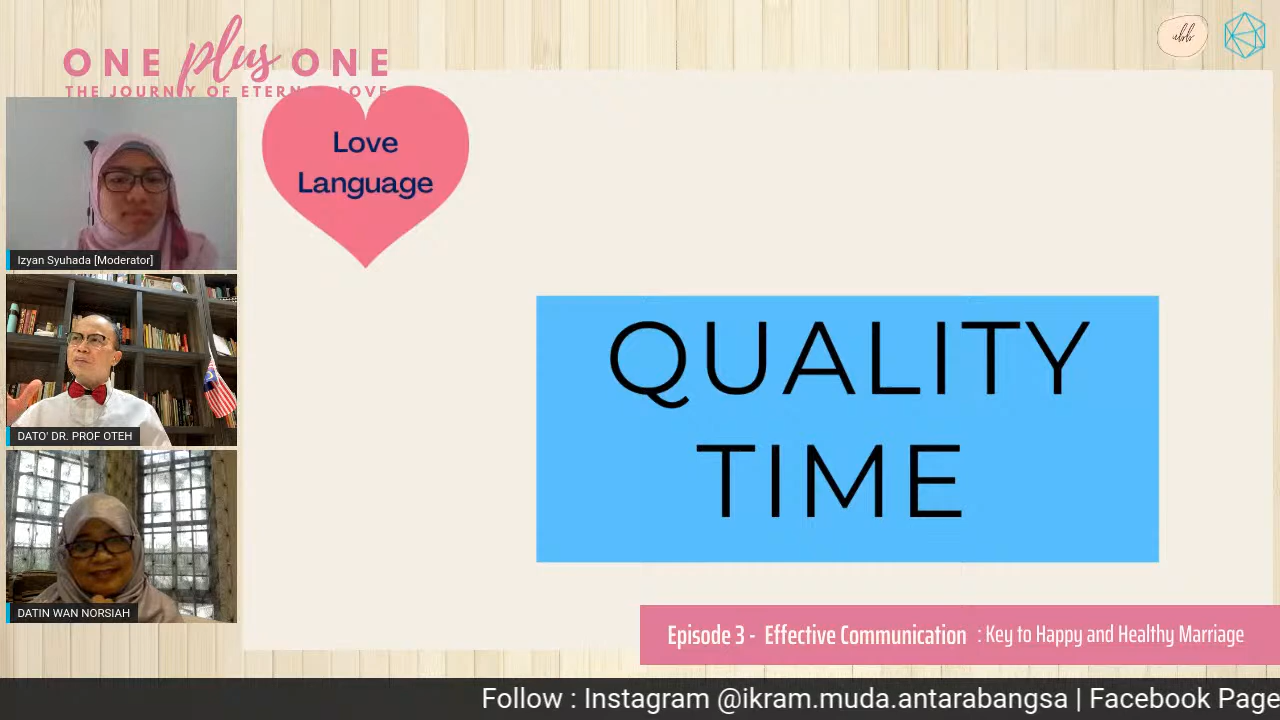 ONE plus ONE
THE JOURNEY OF ETERNAL LOVE
Love
Language
Izyan Syuhada [Moderator]
DATO' DR. PROF OTEH
DATIN WAN NORSIAH
QUALITY
TIME
Episode 3 - Effective Communication : Key to Happy and Healthy Marriage
Follow : Instagram @ikram.muda.antarabangsa | Facebook Page